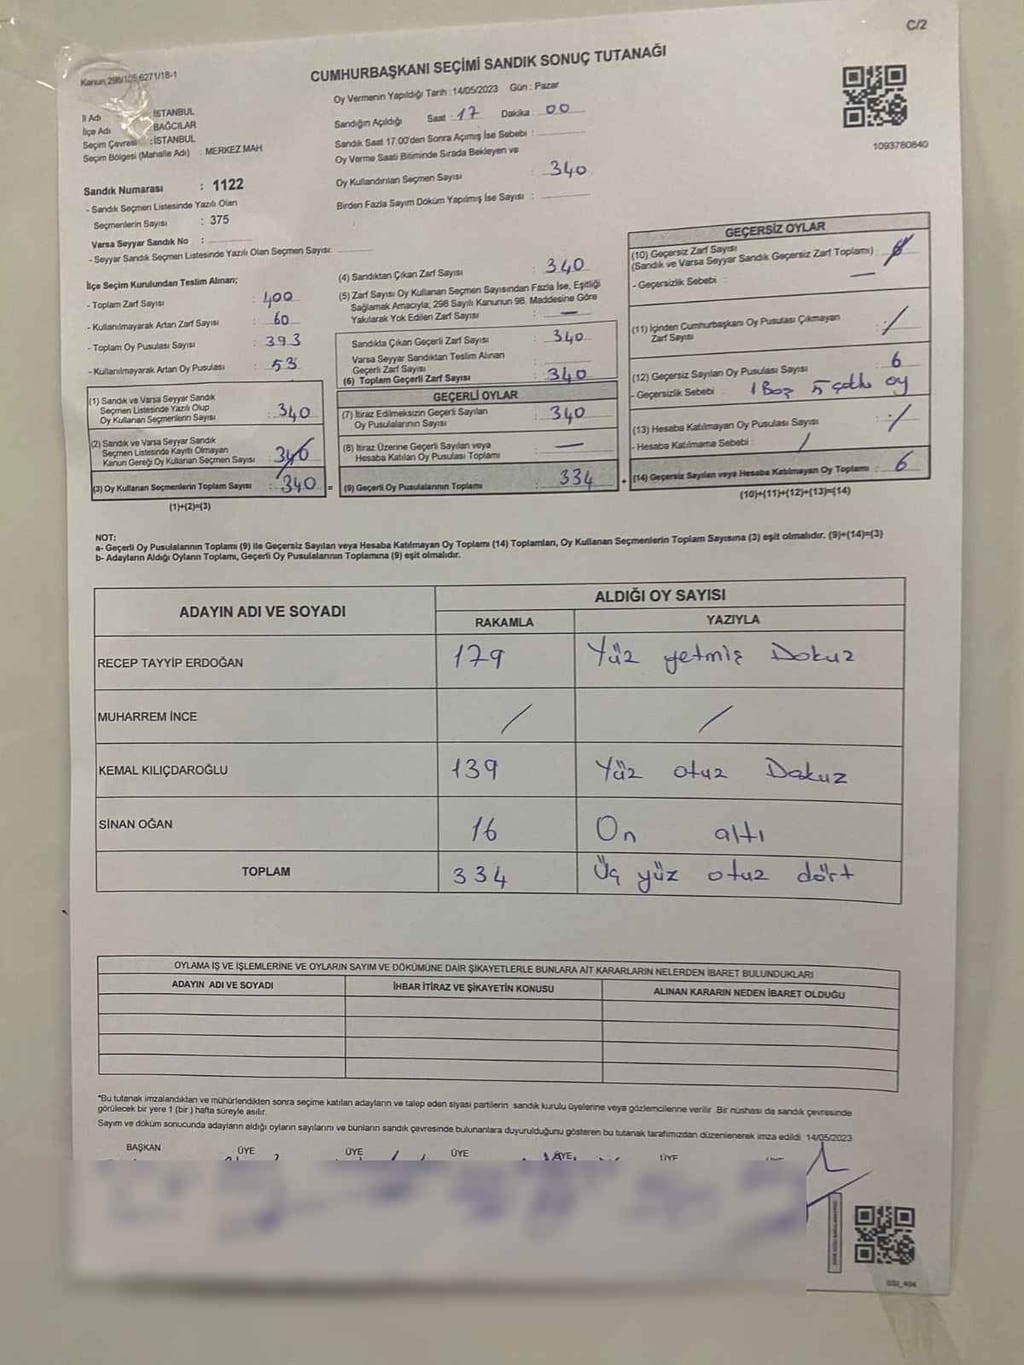 C/2
Kanun 298/105,6271/18-1
CUMHURBAŞKANI SEÇİMİ SANDIK SONUÇ TUTANAĞI
Oy Vermenin Yapıldığı Tarih : 14/05/2023 Gün : Pazar
İl Adı İSTANBUL
İlçe Adı BAĞCILAR
Seçim Çevresi : İSTANBUL
Seçim Bölgesi (Mahalle Adı) : MERKEZ MAH
Sandığın Açıldığı Saat : 17 Dakika : 00
Sandık Saat 17:00'den Sonra Açımış İse Sebebi :
Oy Verme Saati Bitiminde Sırada Bekleyen ve
Oy Kullandırılan Seçmen Sayısı : 340
Birden Fazla Sayım Döküm Yapılmış İse Sayısı :
1093780840
Sandık Numarası : 1122
- Sandık Seçmen Listesinde Yazılı Olan
Seçmenlerin Sayısı : 375
Varsa Seyyar Sandık No :
- Seyyar Sandık Seçmen Listesinde Yazılı Olan Seçmen Sayısı:
İlçe Seçim Kurulundan Teslim Alınan;
- Toplam Zarf Sayısı : 400
- Kullanılmayarak Artan Zarf Sayısı : 60
- Toplam Oy Pusulası Sayısı : 393
- Kullanılmayarak Artan Oy Pusulası : 53
(1) Sandık ve Varsa Seyyar Sandık
Seçmen Listesinde Yazılı Olup
Oy Kullanan Seçmenlerin Sayısı : 340
(2) Sandık ve Varsa Seyyar Sandık
Seçmen Listesinde Kayıtlı Olmayan
Kanun Gereği Oy Kullanan Seçmen Sayısı :
(3) Oy Kullanan Seçmenlerin Toplam Sayısı : 340
(1)+(2)=(3)
(4) Sandıktan Çıkan Zarf Sayısı : 340
(5) Zarf Sayısı Oy Kullanan Seçmen Sayısından Fazla İse, Eşitliği
Sağlamak Amacıyla; 298 Sayılı Kanunun 98. Maddesine Göre
Yakılarak Yok Edilen Zarf Sayısı : —
Sandıkta Çıkan Geçerli Zarf Sayısı : 340
Varsa Seyyar Sandıktan Teslim Alınan
Geçerli Zarf Sayısı :
(6) Toplam Geçerli Zarf Sayısı : 340
GEÇERLİ OYLAR
(7) İtiraz Edilmeksizin Geçerli Sayılan
Oy Pusulalarının Sayısı : 340
(8) İtiraz Üzerine Geçerli Sayılan veya
Hesaba Katılan Oy Pusulası Toplamı : —
= (9) Geçerli Oy Pusulalarının Toplamı : 334
GEÇERSİZ OYLAR
(10) Geçersiz Zarf Sayısı
(Sandık ve Varsa Seyyar Sandık Geçersiz Zarf Toplamı) :
- Geçersizlik Sebebi : —
(11) İçinden Cumhurbaşkanı Oy Pusulası Çıkmayan
Zarf Sayısı : /
(12) Geçersiz Sayılan Oy Pusulası Sayısı : 6
- Geçersizlik Sebebi : 1 Boş 5 çatlı oy
(13) Hesaba Katılmayan Oy Pusulası Sayısı : /
- Hesaba Katılmama Sebebi : /
+ (14) Geçersiz Sayılan veya Hesaba Katılmayan Oy Toplamı : 6
(10)+(11)+(12)+(13)=(14)
NOT:
a- Geçerli Oy Pusulalarının Toplamı (9) ile Geçersiz Sayılan veya Hesaba Katılmayan Oy Toplamı (14) Toplamları, Oy Kullanan Seçmenlerin Toplam Sayısına (3) eşit olmalıdır. (9)+(14)=(3)
b- Adayların Aldığı Oyların Toplamı, Geçerli Oy Pusulalarının Toplamına (9) eşit olmalıdır.
ADAYIN ADI VE SOYADI ALDIĞI OY SAYISI
RAKAMLA YAZIYLA
RECEP TAYYİP ERDOĞAN 179 Yüz yetmiş Dokuz
MUHARREM İNCE / /
KEMAL KILIÇDAROĞLU 139 Yüz otuz Dokuz
SİNAN OĞAN 16 On altı
TOPLAM 334 Üç yüz otuz dört
OYLAMA İŞ VE İŞLEMLERİNE VE OYLARIN SAYIM VE DÖKÜMÜNE DAİR ŞİKAYETLERLE BUNLARA AİT KARARLARIN NELERDEN İBARET BULUNDUKLARI
ADAYIN ADI VE SOYADI İHBAR İTİRAZ VE ŞİKAYETİN KONUSU ALINAN KARARIN NEDEN İBARET OLDUĞU
*Bu tutanak imzalandıktan ve mühürlendikten sonra seçime katılan adayların ve talep eden siyasi partilerin sandık kurulu üyelerine veya gözlemcilerine verilir. Bir nüshası da sandık çevresinde
görülecek bir yere 1 (bir) hafta süreyle asılır.
Sayım ve döküm sonucunda adayların aldığı oyların sayılarını ve bunların sandık çevresinde bulunanlara duyurulduğunu gösteren bu tutanak tarafımızdan düzenlenerek imza edildi. 14/05/2023
BAŞKAN ÜYE ÜYE ÜYE ÜYE ÜYE